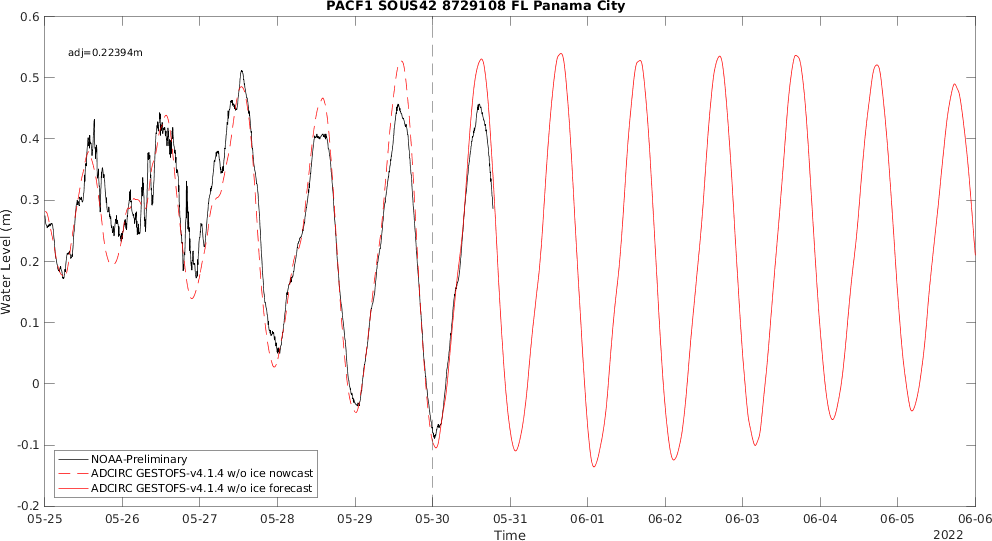 PACF1 SOUS42 8729108 FL Panama City
adj=0.22394m
0.6
0.5
0.4
0.3
0.2
0.1
0
-0.1
-0.2
Water Level (m)
NOAA-Preliminary
ADCIRC GESTOFS-v4.1.4 w/o ice nowcast
ADCIRC GESTOFS-v4.1.4 w/o ice forecast
05-25 05-26 05-27 05-28 05-29 05-30 05-31 06-01 06-02 06-03 06-04 06-05 06-06
Time
2022